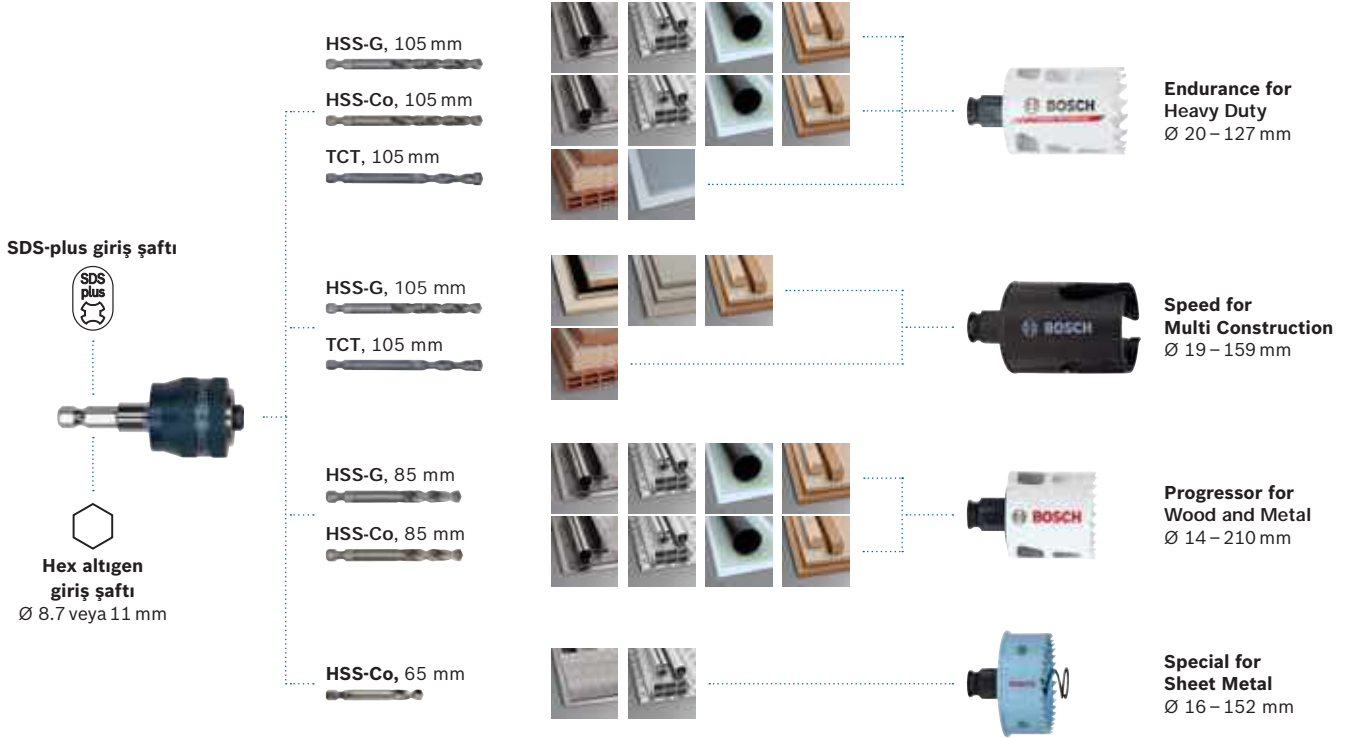 HSS-G, 105 mm
HSS-Co, 105 mm
TCT, 105 mm
BOSCH
Endurance for
Heavy Duty
Ø 20 – 127 mm
SDS-plus giriş şaftı
SDS
plus
HSS-G, 105 mm
TCT, 105 mm
BOSCH
Speed for
Multi Construction
Ø 19 – 159 mm
Hex altıgen
giriş şaftı
Ø 8.7 veya 11 mm
HSS-G, 85 mm
HSS-Co, 85 mm
BOSCH
Progressor for
Wood and Metal
Ø 14 – 210 mm
HSS-Co, 65 mm
Special for
Sheet Metal
Ø 16 – 152 mm